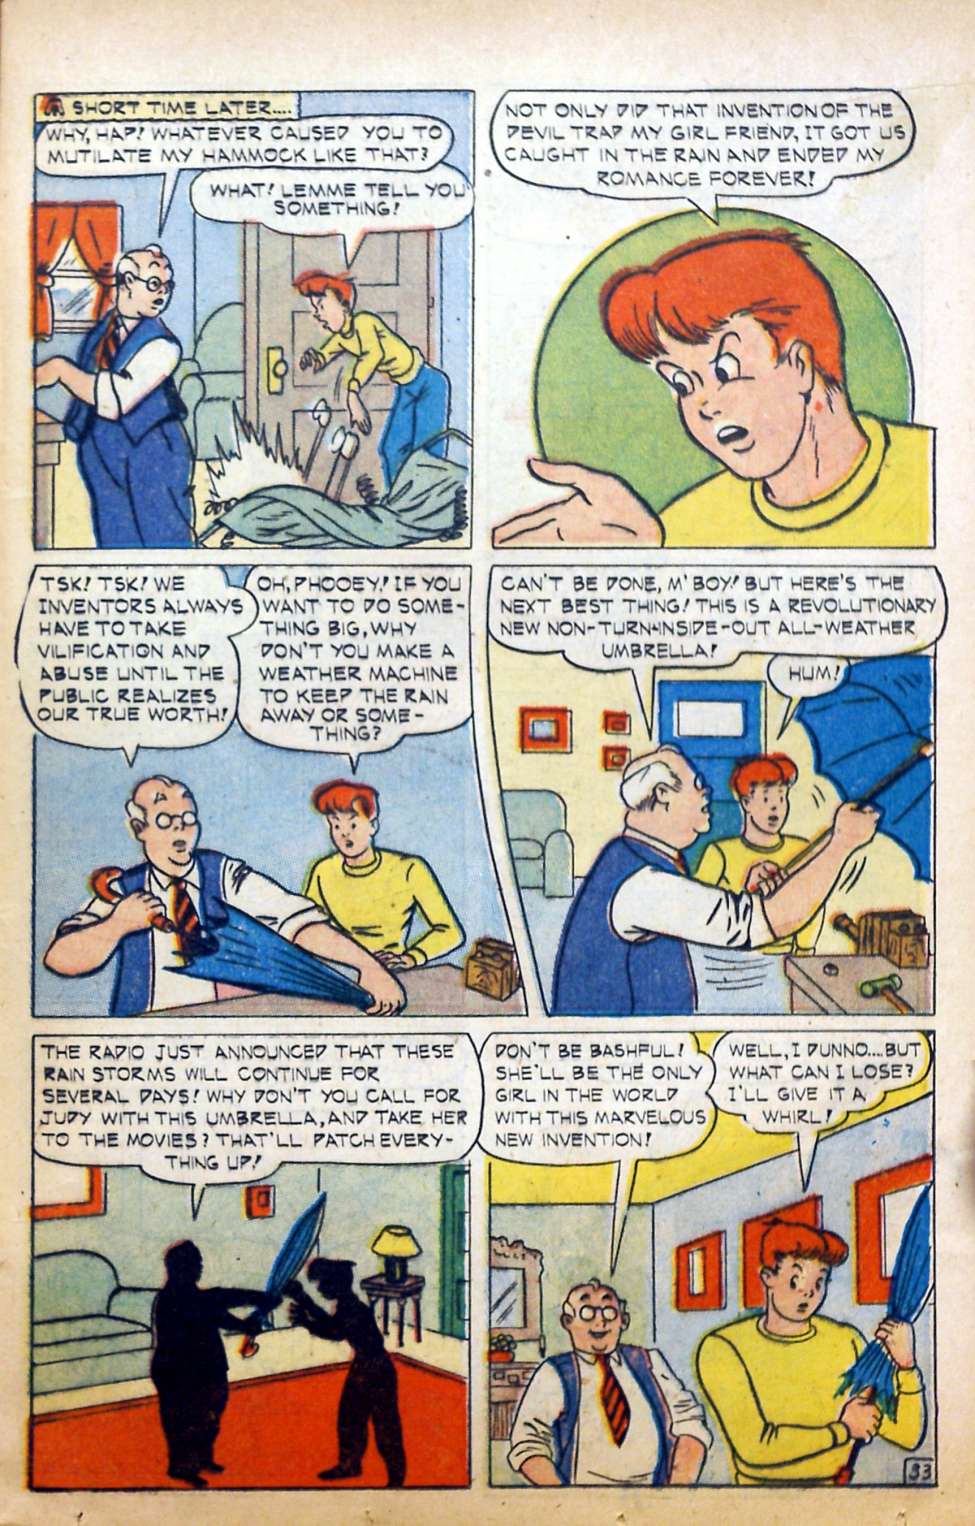 A SHORT TIME LATER....
WHY, HAP! WHATEVER CAUSED YOU TO
MUTILATE MY HAMMOCK LIKE THAT?
WHAT! LEMME TELL YOU
SOMETHING!
NOT ONLY DID THAT INVENTION OF THE
DEVIL TRAP MY GIRL FRIEND, IT GOT US
CAUGHT IN THE RAIN AND ENDED MY
ROMANCE FOREVER!
TSK! TSK! WE
INVENTORS ALWAYS
HAVE TO TAKE
VILIFICATION AND
ABUSE UNTIL THE
PUBLIC REALIZES
OUR TRUE WORTH!
OH, PHOOEY! IF YOU
WANT TO DO SOME-
THING BIG, WHY
DON'T YOU MAKE A
WEATHER MACHINE
TO KEEP THE RAIN
AWAY OR SOME-
THING?
CAN'T BE DONE, M' BOY! BUT HERE'S THE
NEXT BEST THING! THIS IS A REVOLUTIONARY
NEW NON-TURN-INSIDE-OUT ALL-WEATHER
UMBRELLA!
HUM!
THE RADIO JUST ANNOUNCED THAT THESE
RAIN STORMS WILL CONTINUE FOR
SEVERAL DAYS! WHY DON'T YOU CALL FOR
JUDY WITH THIS UMBRELLA, AND TAKE HER
TO THE MOVIES? THAT'LL PATCH EVERY-
THING UP!
DON'T BE BASHFUL!
SHE'LL BE THE ONLY
GIRL IN THE WORLD
WITH THIS MARVELOUS
NEW INVENTION!
WELL, I DUNNO....BUT
WHAT CAN I LOSE?
I'LL GIVE IT A
WHIRL!
33